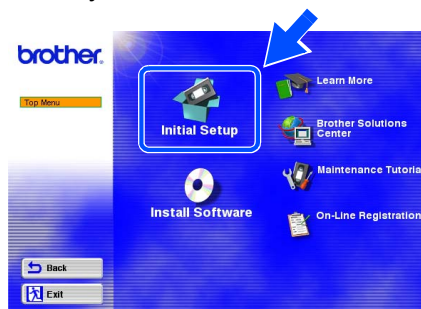 brother.
Top Menu
Initial Setup
Install Software
Learn More
Brother Solutions
Center
Maintenance Tutoria
On-Line Registration
Back
Exit